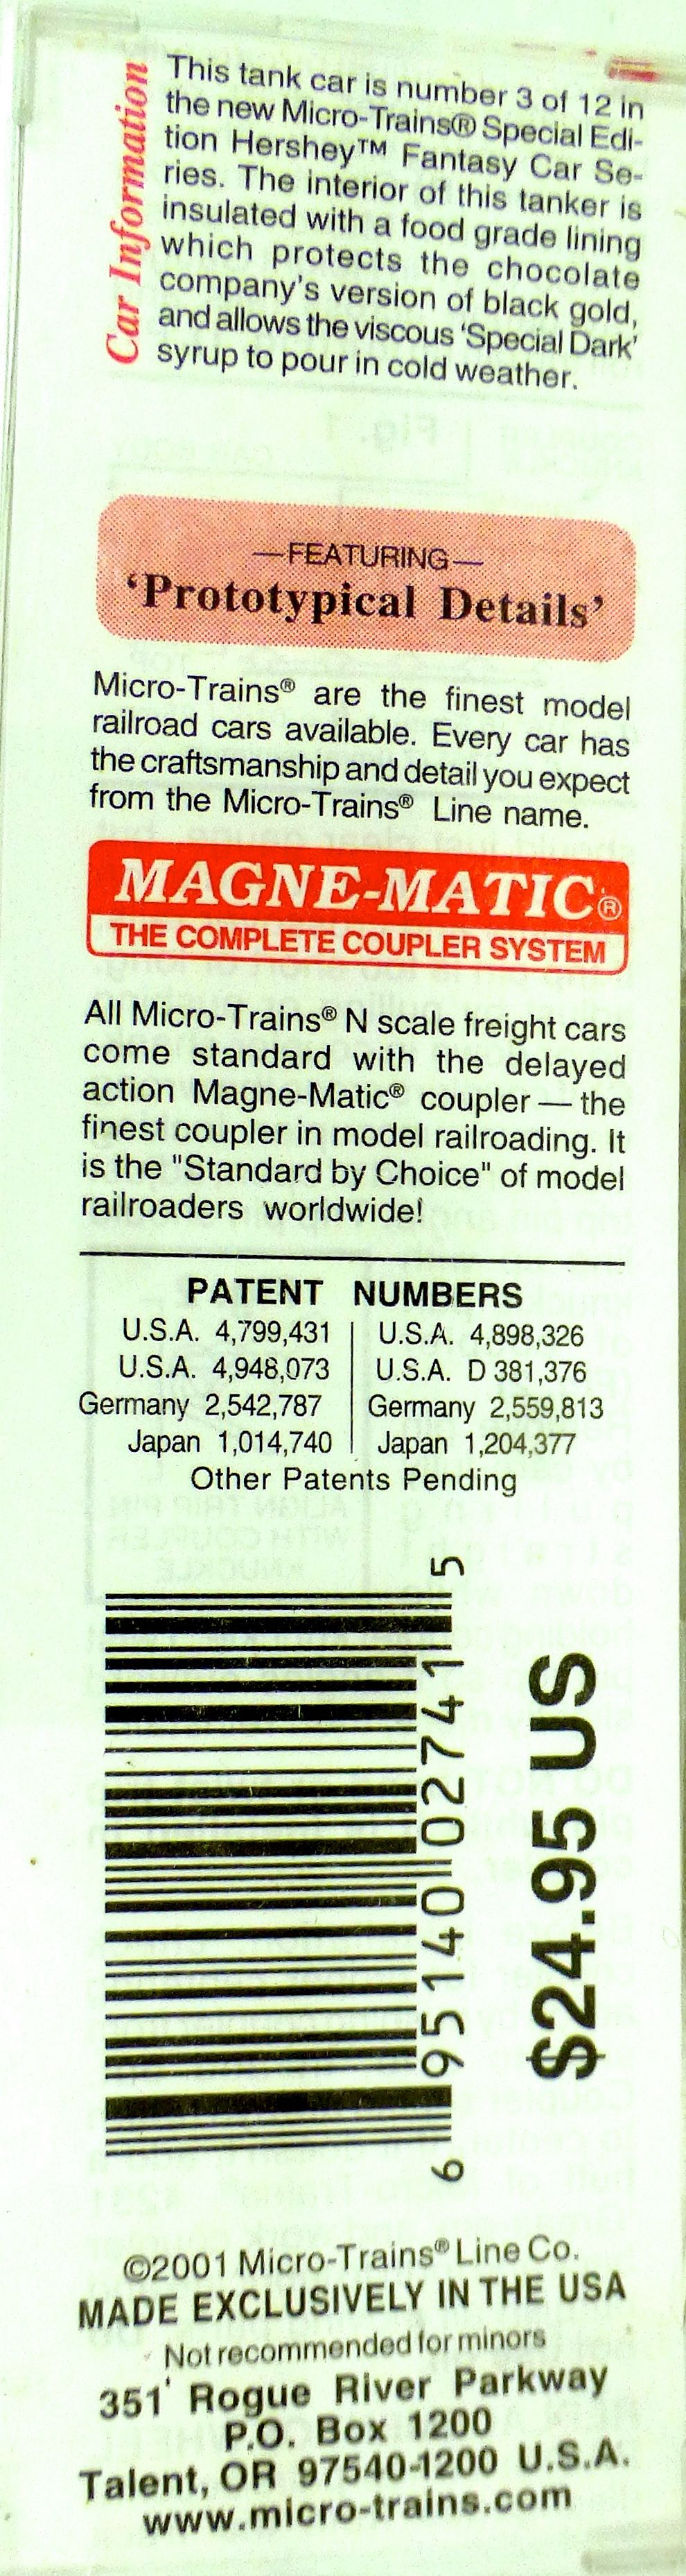 Car Information
This tank car is number 3 of 12 in
the new Micro-Trains® Special Edi-
tion Hershey™ Fantasy Car Se-
ries. The interior of this tanker is
insulated with a food grade lining
which protects the chocolate
company's version of black gold,
and allows the viscous 'Special Dark'
syrup to pour in cold weather.
—FEATURING—
'Prototypical Details'
Micro-Trains® are the finest model
railroad cars available. Every car has
the craftsmanship and detail you expect
from the Micro-Trains® Line name.
MAGNE-MATIC®
THE COMPLETE COUPLER SYSTEM
All Micro-Trains® N scale freight cars
come standard with the delayed
action Magne-Matic® coupler — the
finest coupler in model railroading. It
is the "Standard by Choice" of model
railroaders worldwide!
PATENT NUMBERS
U.S.A. 4,799,431 U.S.A. 4,898,326
U.S.A. 4,948,073 U.S.A. D 381,376
Germany 2,542,787 Germany 2,559,813
Japan 1,014,740 Japan 1,204,377
Other Patents Pending
6 95140 02741 5
$24.95 US
©2001 Micro-Trains® Line Co.
MADE EXCLUSIVELY IN THE USA
Not recommended for minors
351 Rogue River Parkway
P.O. Box 1200
Talent, OR 97540-1200 U.S.A.
www.micro-trains.com